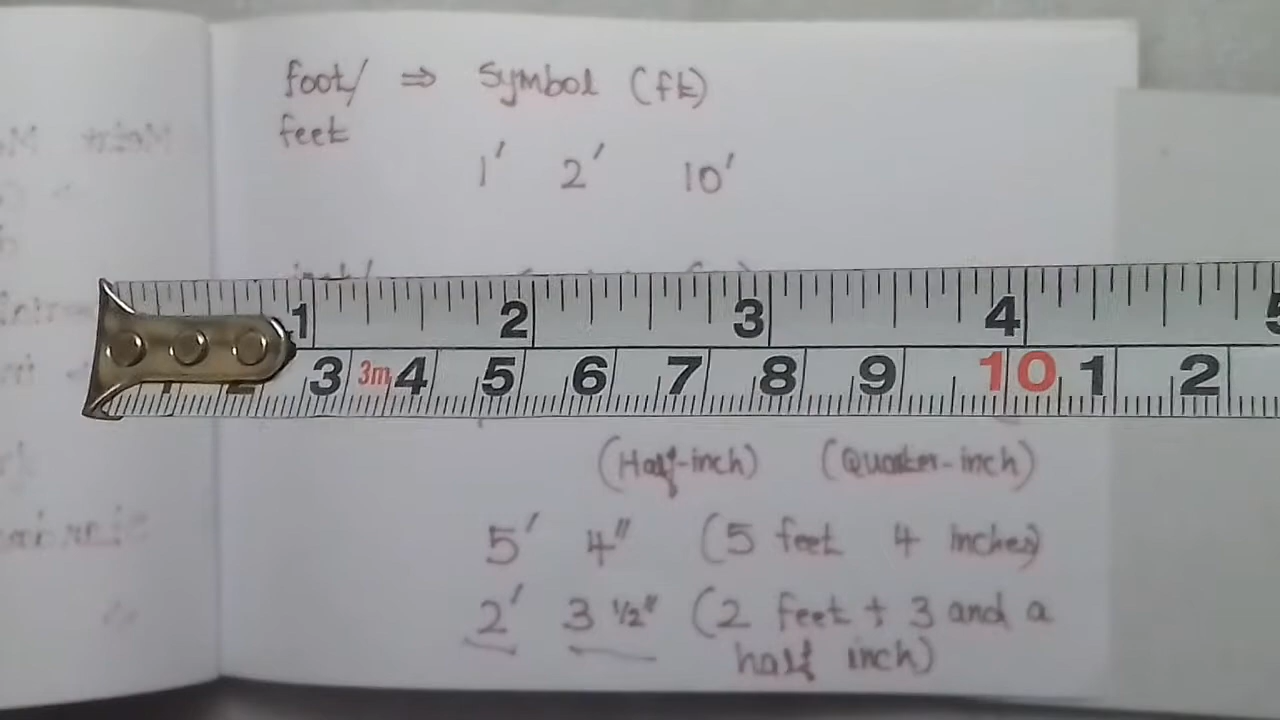 foot/ ⇒ Symbol (ft)
feet
1′ 2′ 10′
inch/
1 2 3 4 5
3 3m 4 5 6 7 8 9 10 1 2
(Half-inch) (Quarter-inch)
5′ 4″ (5 feet 4 inches)
2′ 3 ½″ (2 feet + 3 and a
half inch)